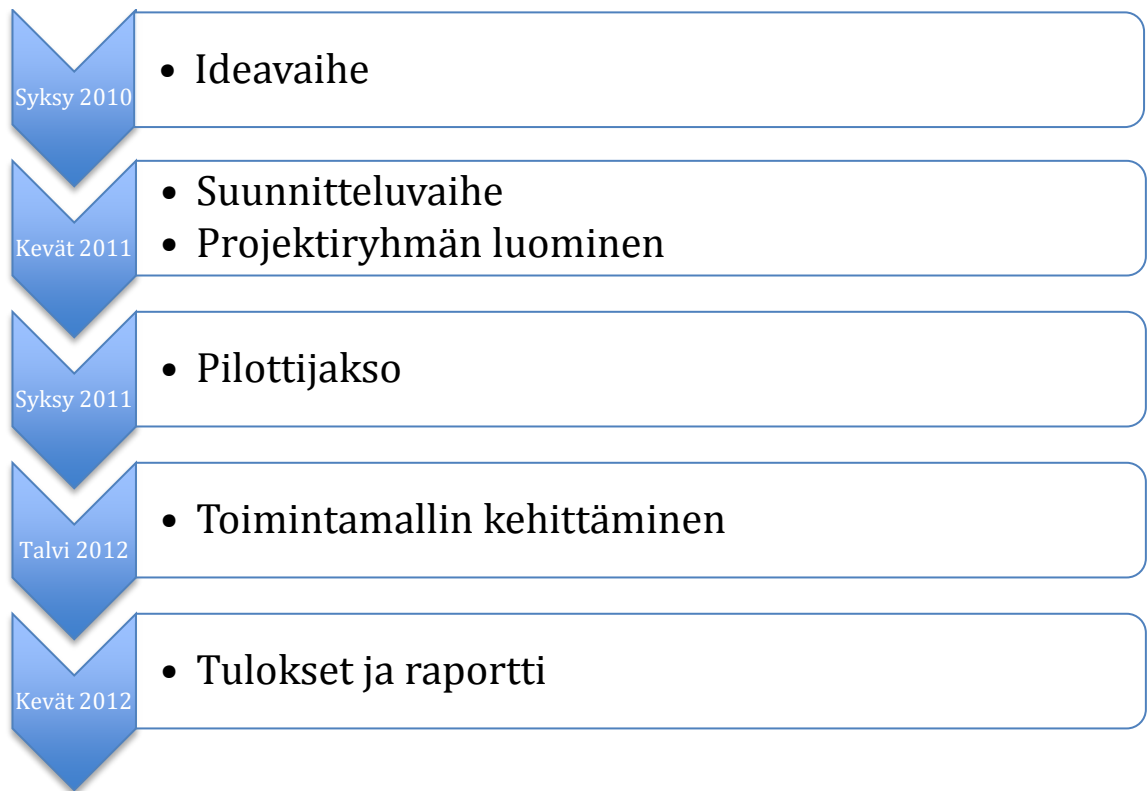 Syksy 2010
• Ideavaihe
Kevät 2011
• Suunnitteluvaihe
• Projektiryhmän luominen
Syksy 2011
• Pilottijakso
Talvi 2012
• Toimintamallin kehittäminen
Kevät 2012
• Tulokset ja raportti